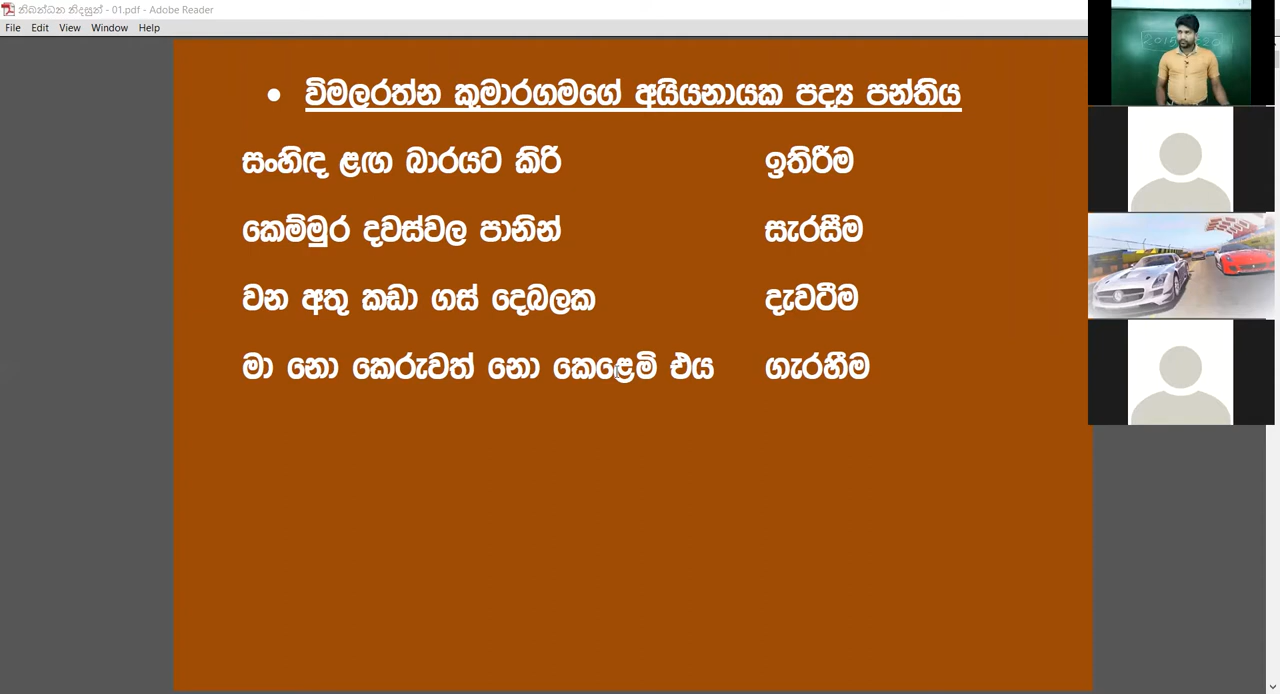 නිබන්ධන නිදසුන් - 01.pdf - Adobe Reader
File Edit View Window Help
• විමලරත්න කුමාරගමගේ අයියනායක පද්‍ය පන්තිය
සංහිඳ ළඟ බාරයට කිරි ඉතිරීම
කෙම්මුර දවස්වල පානින් සැරසීම
වන අතු කඩා ගස් දෙබලක දැවටීම
මා නො කෙරුවත් නො කෙළෙමි එය ගැරහීම